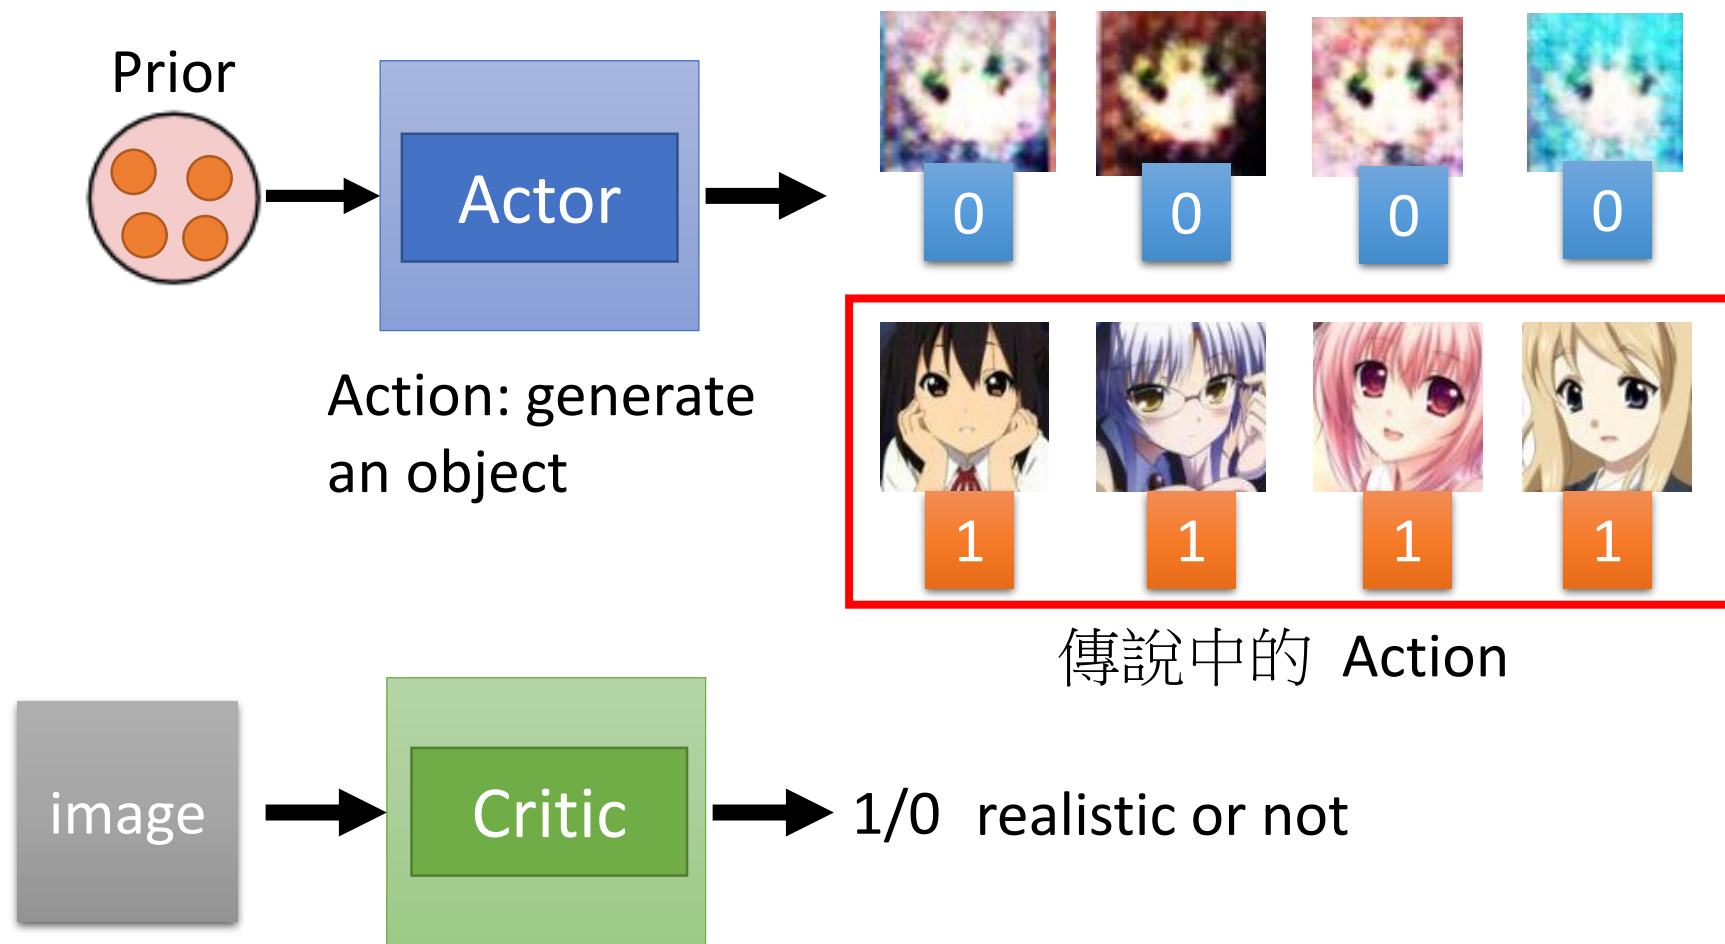 Prior
Actor
0 0 0 0
Action: generate
an object
1 1 1 1
傳說中的 Action
image
Critic
1/0 realistic or not